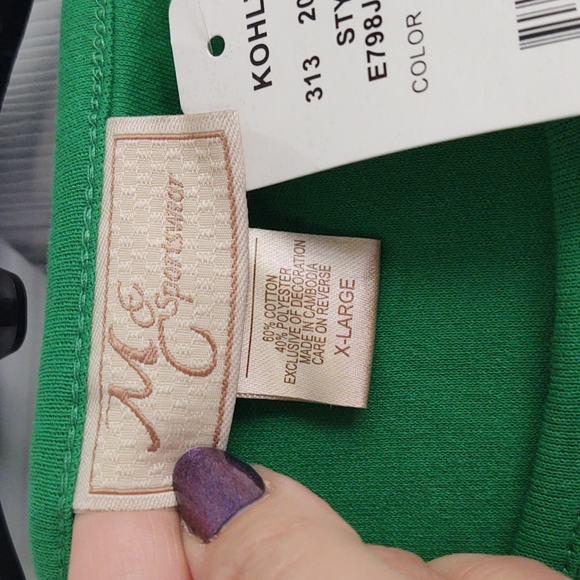 KOHL'
313 20
STY
E798J
COLOR
M&C
Sportswear
60% COTTON
40% POLYESTER
EXCLUSIVE OF DECORATION
MADE IN CAMBODIA
CARE ON REVERSE
X-LARGE